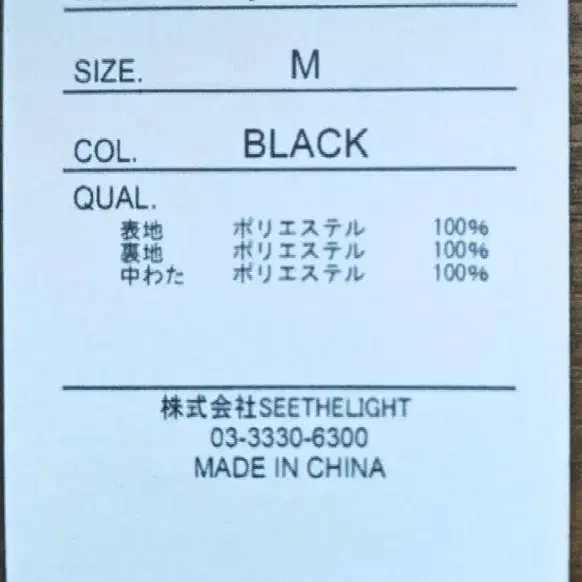 SIZE. M
COL. BLACK
QUAL.
表地 ポリエステル 100%
裏地 ポリエステル 100%
中わた ポリエステル 100%
株式会社SEETHELIGHT
03-3330-6300
MADE IN CHINA